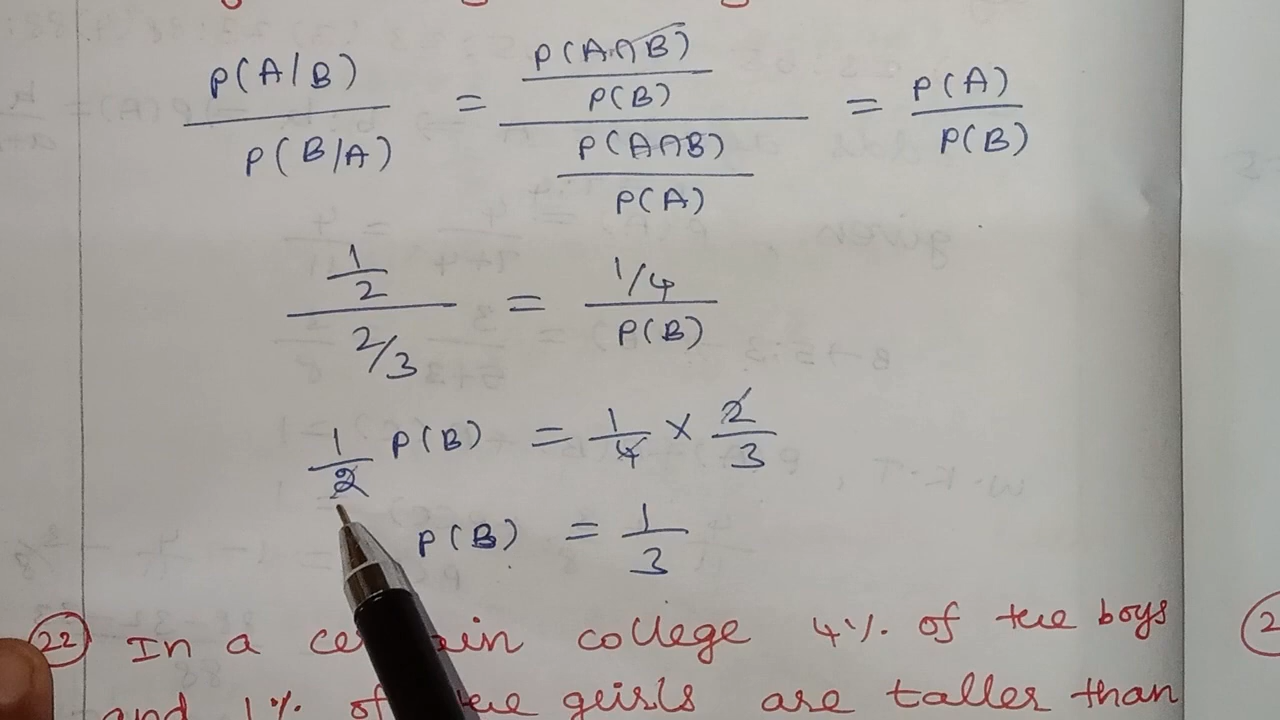 P(A/B) / P(B/A) = (P(A∩B) / P(B)) / (P(A∩B) / P(A)) = P(A) / P(B)
(1/2) / (2/3) = (1/4) / P(B)
1/2 P(B) = 1/4 × 2/3
P(B) = 1/3
22 In a certain college 4% of the boys
and 1% of the girls are taller than